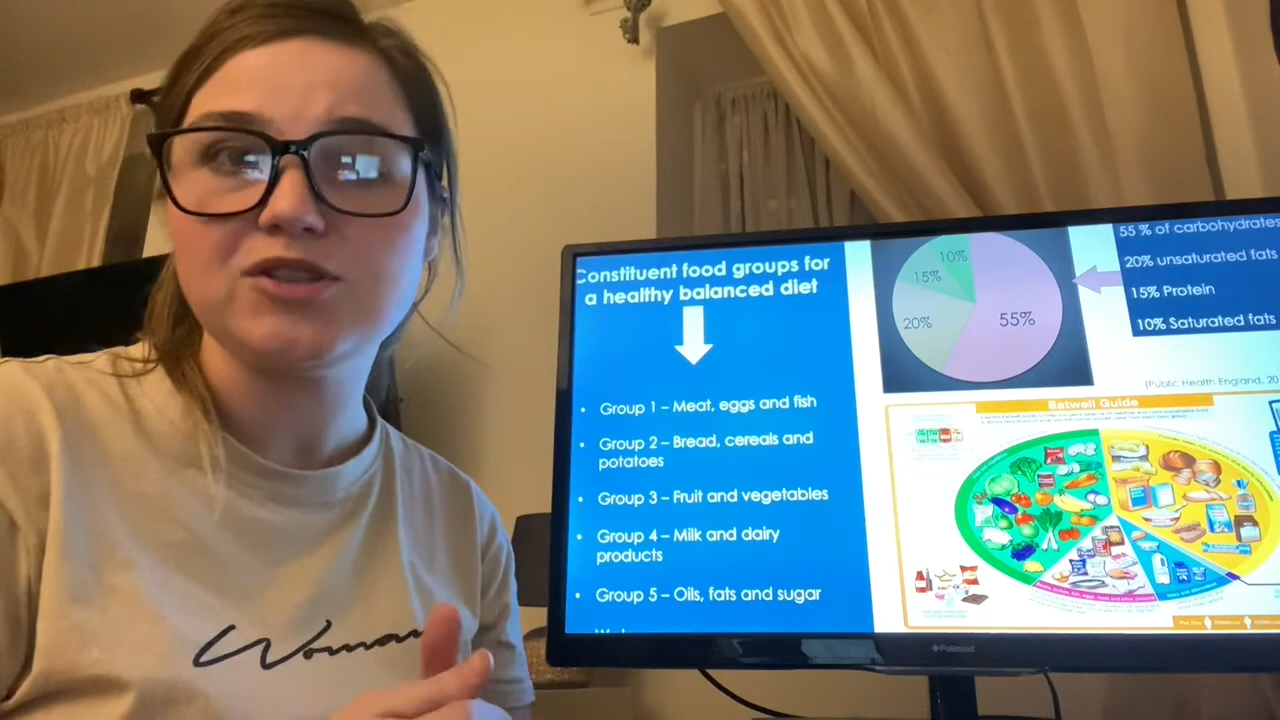 Constituent food groups for
a healthy balanced diet
• Group 1 – Meat, eggs and fish
• Group 2 – Bread, cereals and
potatoes
• Group 3 – Fruit and vegetables
• Group 4 – Milk and dairy
products
• Group 5 – Oils, fats and sugar
10%
15%
20%
55%
55 % of carbohydrates
20% unsaturated fats
15% Protein
10% Saturated fats
(Public Health England, 20
Eatwell Guide
Polaroid
Woman